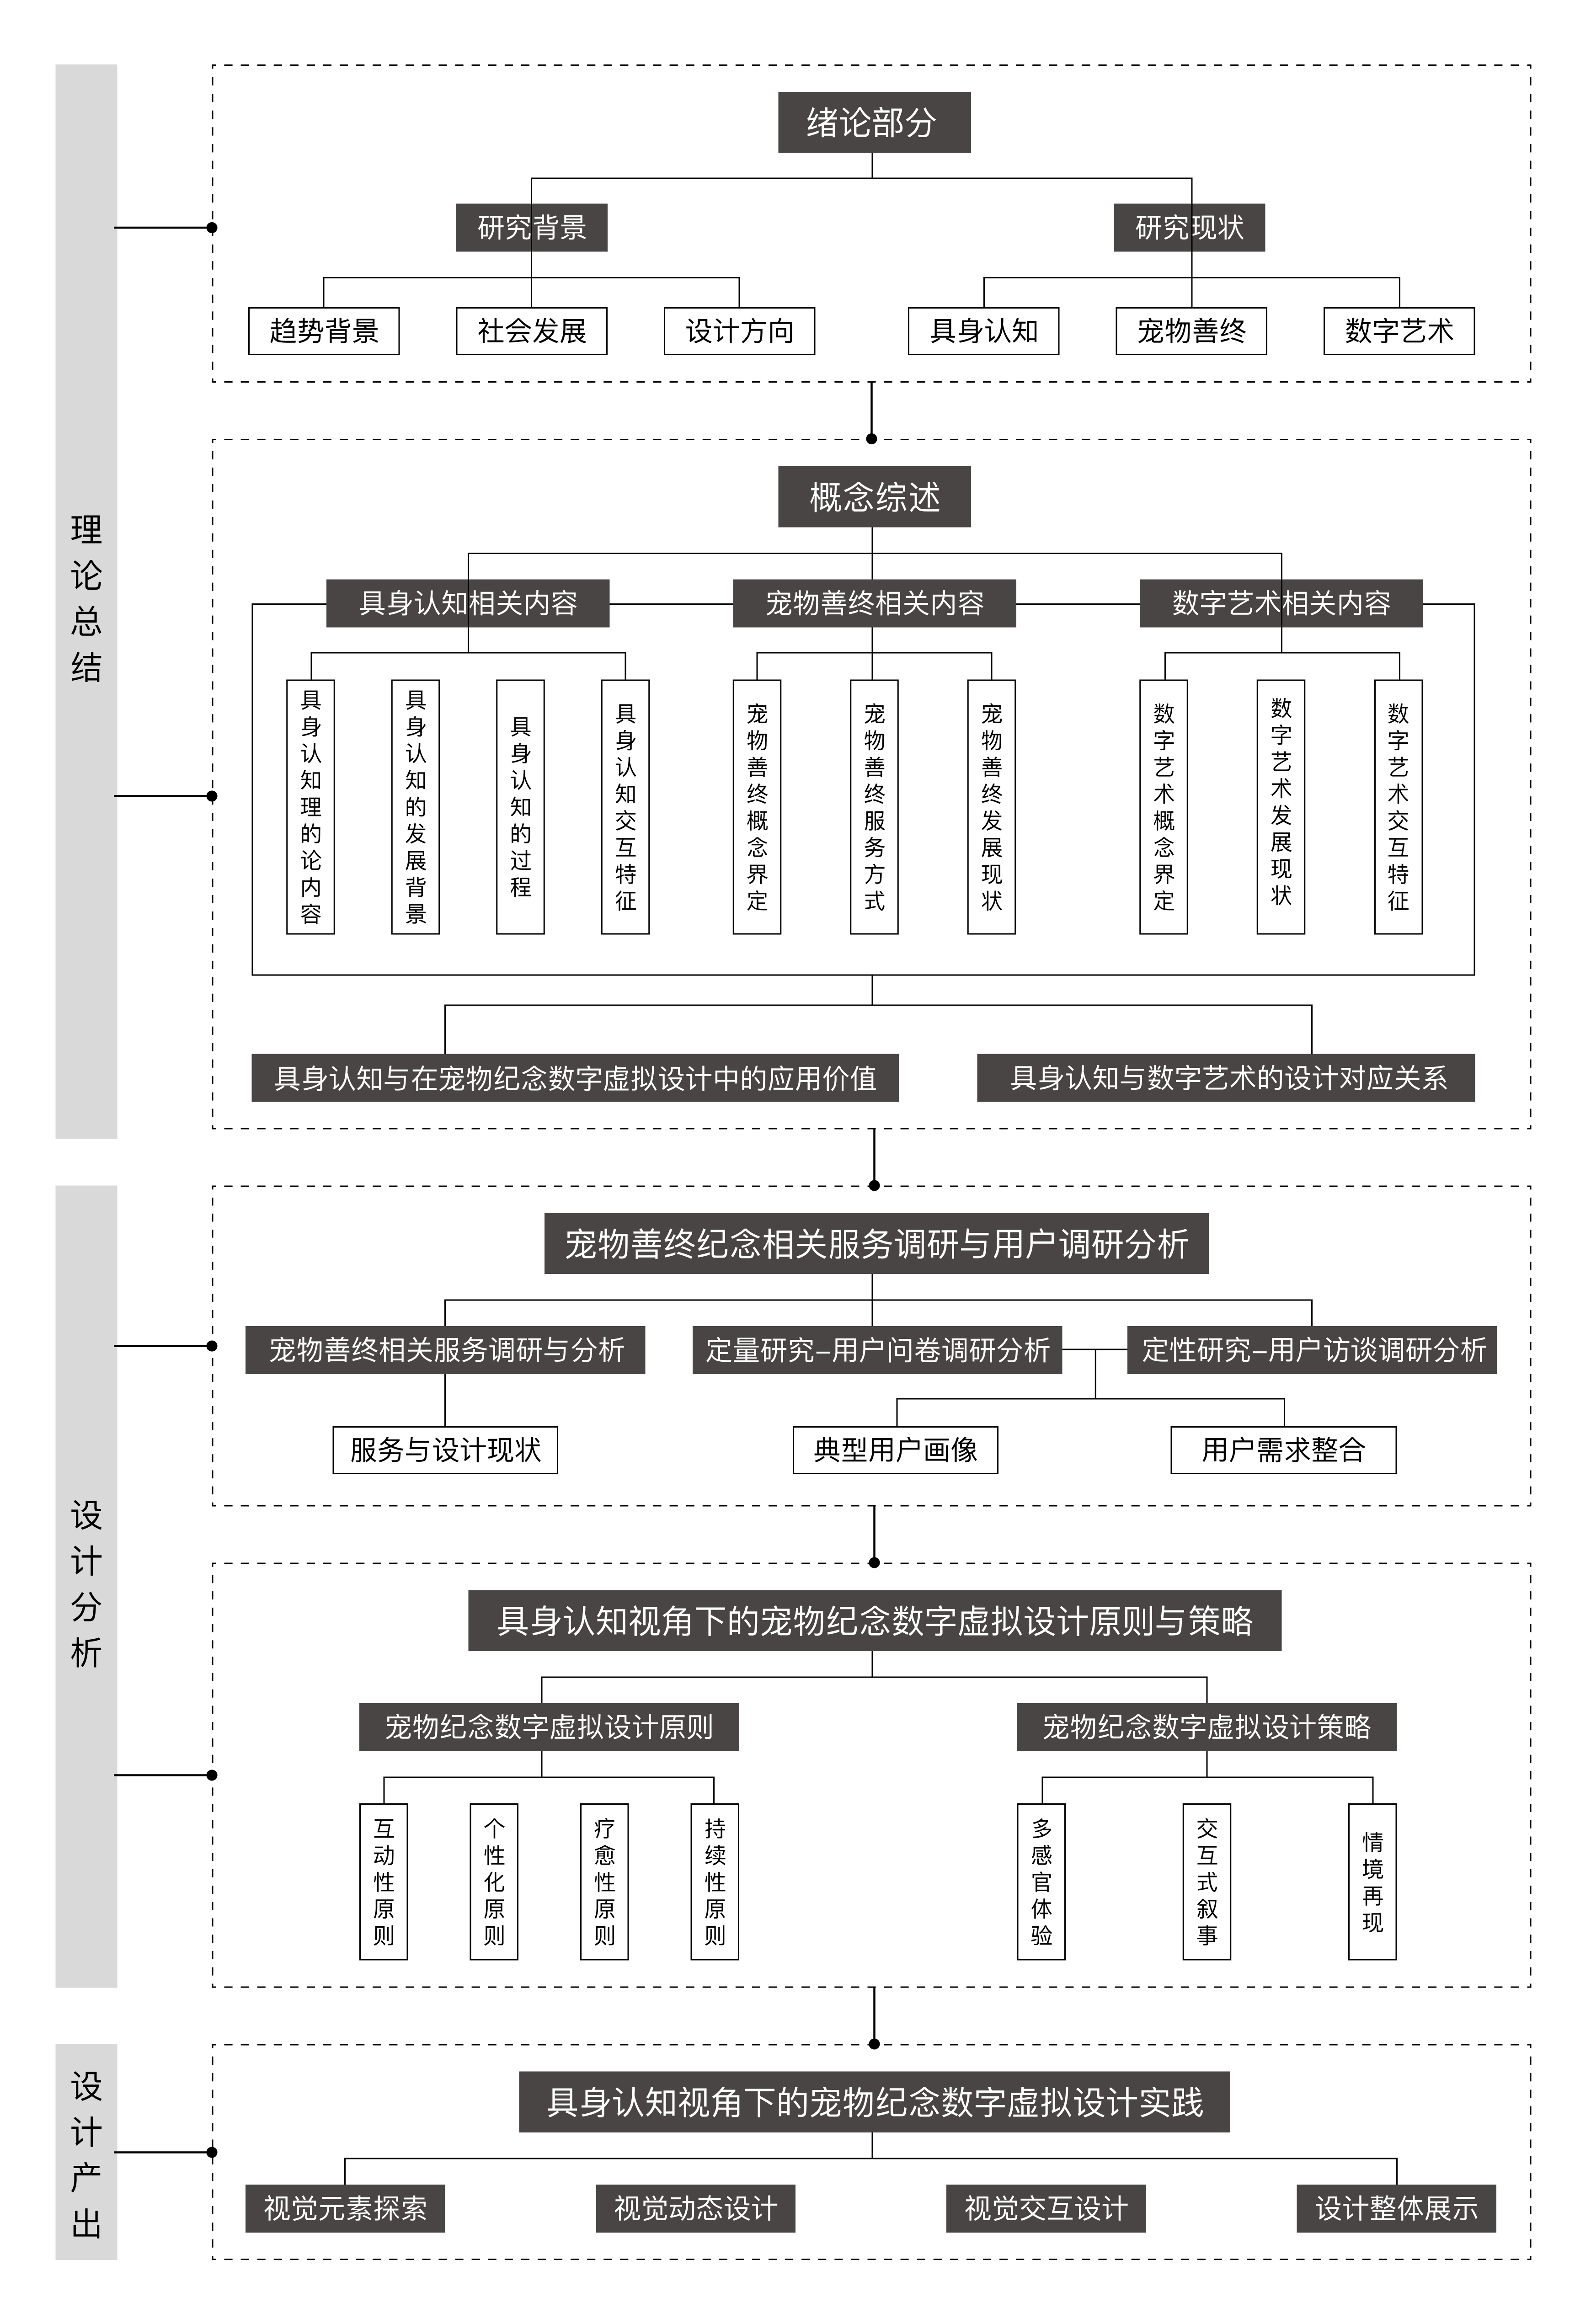 理论总结
绪论部分
研究背景
研究现状
趋势背景
社会发展
设计方向
具身认知
宠物善终
数字艺术
概念综述
具身认知相关内容
宠物善终相关内容
数字艺术相关内容
具身认知理的论内容
具身认知的发展背景
具身认知的过程
具身认知交互特征
宠物善终概念界定
宠物善终服务方式
宠物善终发展现状
数字艺术概念界定
数字艺术发展现状
数字艺术交互特征
具身认知与在宠物纪念数字虚拟设计中的应用价值
具身认知与数字艺术的设计对应关系
设计分析
宠物善终纪念相关服务调研与用户调研分析
宠物善终相关服务调研与分析
定量研究–用户问卷调研分析
定性研究–用户访谈调研分析
服务与设计现状
典型用户画像
用户需求整合
具身认知视角下的宠物纪念数字虚拟设计原则与策略
宠物纪念数字虚拟设计原则
宠物纪念数字虚拟设计策略
互动性原则
个性化原则
疗愈性原则
持续性原则
多感官体验
交互式叙事
情境再现
设计产出
具身认知视角下的宠物纪念数字虚拟设计实践
视觉元素探索
视觉动态设计
视觉交互设计
设计整体展示